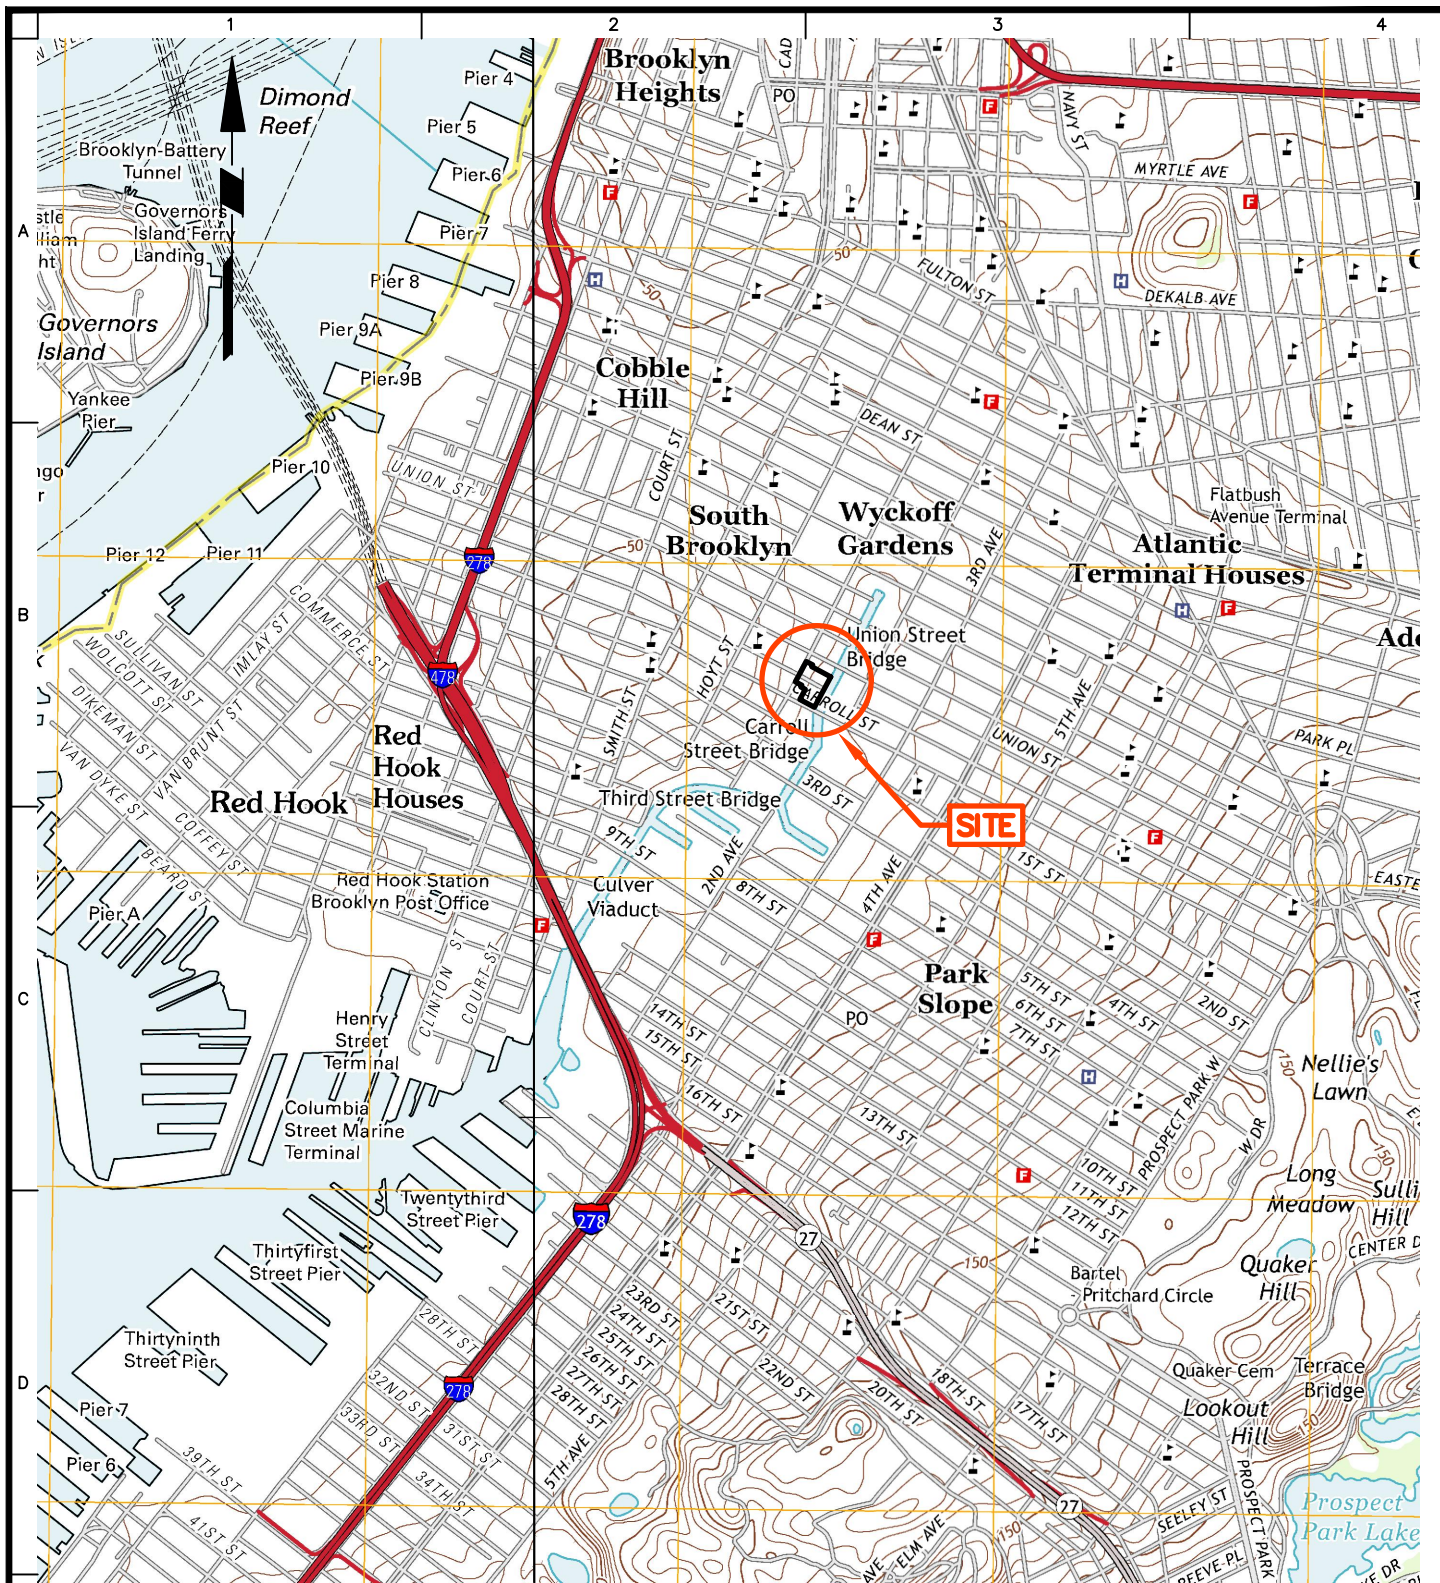 1
2
3
4
A
B
C
D
Dimond
Reef
Brooklyn-Battery
Tunnel
Governors
Island Ferry
Landing
Governors
Island
Yankee
Pier
Pier 4
Pier 5
Pier 6
Pier 7
Pier 8
Pier 9A
Pier 9B
Pier 10
Pier 11
Pier 12
Brooklyn
Heights
PO
NAVY ST
MYRTLE AVE
F
F
F
H
H
50
50
FULTON ST
DEKALB AVE
Cobble
Hill
F
DEAN ST
COURT ST
UNION ST
South
Brooklyn
Wyckoff
Gardens
3RD AVE
Flatbush
Avenue Terminal
Atlantic
Terminal Houses
H
F
50
278
478
COMMERCE ST
IMLAY ST
SULLIVAN ST
WOLCOTT ST
DIKEMAN ST
VAN BRUNT ST
VAN DYKE ST
COFFEY ST
BEARD ST
Red
Hook
Houses
Red Hook
HOYT ST
SMITH ST
Union Street
Bridge
CARROLL ST
Carroll
Street Bridge
Third Street Bridge
3RD ST
SITE
UNION ST
5TH AVE
PARK PL
F
1ST ST
9TH ST
2ND AVE
8TH ST
4TH AVE
Culver
Viaduct
Red Hook Station
Brooklyn Post Office
F
F
Pier A
CLINTON ST
COURT ST
Park
Slope
PO
5TH ST
6TH ST
7TH ST
4TH ST
2ND ST
H
Henry
Street
Terminal
Columbia
Street Marine
Terminal
14TH ST
15TH ST
16TH ST
13TH ST
PROSPECT PARK W
W DR
150
150
Nellie's
Lawn
Long
Meadow
10TH ST
11TH ST
12TH ST
F
Twentythird
Street Pier
Thirtyfirst
Street Pier
Thirtyninth
Street Pier
278
27
150
Bartel
Pritchard Circle
Quaker
Hill
Hill
23RD ST
24TH ST
25TH ST
26TH ST
27TH ST
28TH ST
21ST ST
22ND ST
28TH ST
32ND ST
33RD ST
31ST ST
34TH ST
278
39TH ST
41ST ST
5TH AVE
Pier 7
Pier 6
20TH ST
18TH ST
17TH ST
Quaker Cem
Terrace
Bridge
Lookout
Hill
150
27
150
SEELEY ST
ELM AVE
AVE
PROSPECT PARK
Prospect
Park Lake